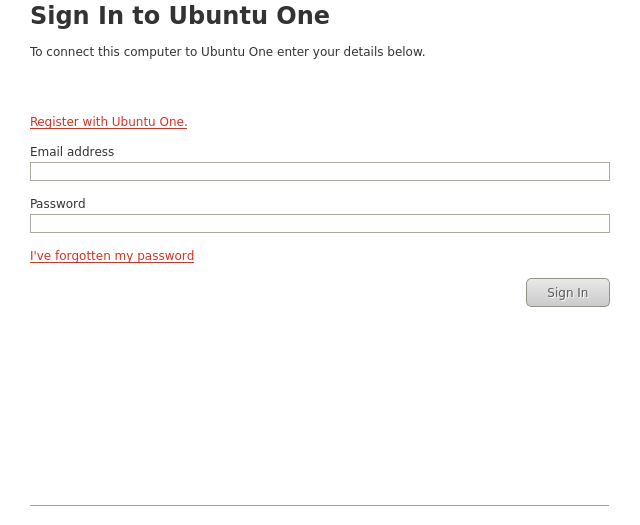 Sign In to Ubuntu One
To connect this computer to Ubuntu One enter your details below.
Register with Ubuntu One.
Email address
Password
I've forgotten my password
Sign In